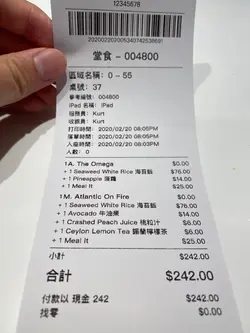 12345678
2020022020053407425386​91
堂食 - 004800
區域名稱: 0 - 55
桌號: 37
參考編號: 004800
iPad 名稱: iPad
服務員: Kurt
收銀員: Kurt
打印時間: 2020/02/20 08:05PM
落單時間: 2020/02/20 08:05PM
入座時間: 2020/02/20 08:03PM
人數: 0
1A. The Omega $0.00
+ 1 Seaweed White Rice 海苔飯 $76.00
+ 1 Pineapple 菠蘿 $14.00
+ 1 Meal It $25.00
1M. Atlantic On Fire $0.00
+ 1 Seaweed White Rice 海苔飯 $76.00
+ 1 Avocado 牛油果 $14.00
+ 1 Crashed Peach Juice 桃粒汁 $0.00
+ 1 Ceylon Lemon Tea 錫蘭檸檬茶 $6.00
+ 1 Meal It $25.00
小計 $242.00
合計 $242.00
付款以 現金 242 $242.00
找零 $0.00